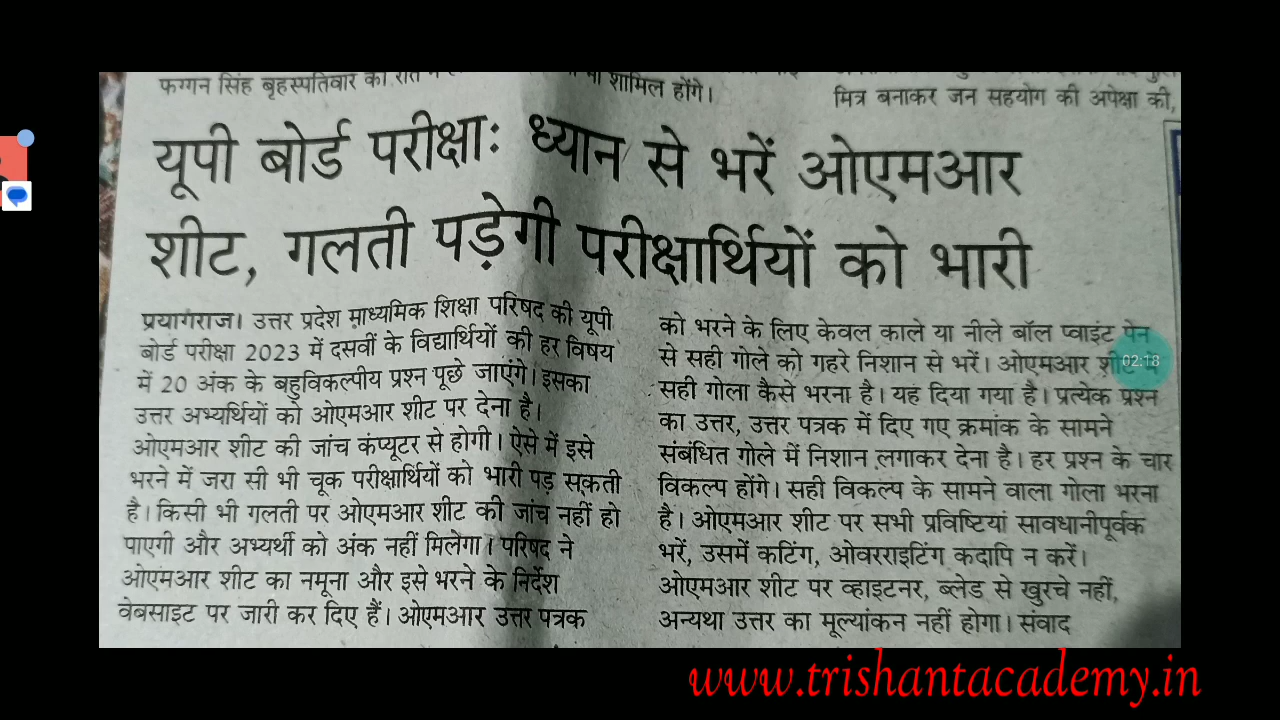 फग्गन सिंह बृहस्पतिवार को रात
शामिल होंगे।
मित्र बनाकर जन सहयोग की अपेक्षा की,
यूपी बोर्ड परीक्षाः ध्यान से भरें ओएमआर
शीट, गलती पड़ेगी परीक्षार्थियों को भारी
प्रयागराज। उत्तर प्रदेश माध्यमिक शिक्षा परिषद की यूपी
बोर्ड परीक्षा 2023 में दसवीं के विद्यार्थियों की हर विषय
में 20 अंक के बहुविकल्पीय प्रश्न पूछे जाएंगे। इसका
उत्तर अभ्यर्थियों को ओएमआर शीट पर देना है।
ओएमआर शीट की जांच कंप्यूटर से होगी। ऐसे में इसे
भरने में जरा सी भी चूक परीक्षार्थियों को भारी पड़ सकती
है। किसी भी गलती पर ओएमआर शीट की जांच नहीं हो
पाएगी और अभ्यर्थी को अंक नहीं मिलेगा। परिषद ने
ओएमआर शीट का नमूना और इसे भरने के निर्देश
वेबसाइट पर जारी कर दिए हैं। ओएमआर उत्तर पत्रक
को भरने के लिए केवल काले या नीले बॉल प्वाइंट पेन
से सही गोले को गहरे निशान से भरें। ओएमआर शीट
सही गोला कैसे भरना है। यह दिया गया है। प्रत्येक प्रश्न
का उत्तर, उत्तर पत्रक में दिए गए क्रमांक के सामने
संबंधित गोले में निशान लगाकर देना है। हर प्रश्न के चार
विकल्प होंगे। सही विकल्प के सामने वाला गोला भरना
है। ओएमआर शीट पर सभी प्रविष्टियां सावधानीपूर्वक
भरें, उसमें कटिंग, ओवरराइटिंग कदापि न करें।
ओएमआर शीट पर व्हाइटनर, ब्लेड से खुरचे नहीं,
अन्यथा उत्तर का मूल्यांकन नहीं होगा। संवाद
02:18
www.trishantacademy.in